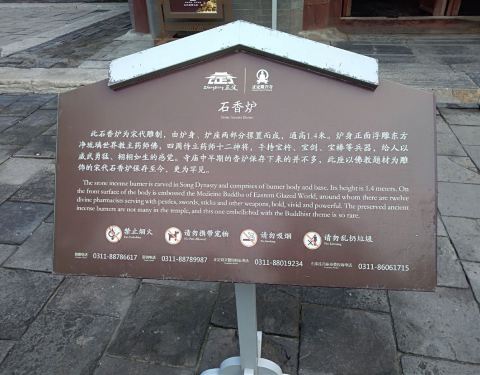 石香炉
Stone Incense Burner
此石香炉为宋代雕制，由炉身、炉座两部分摆置而成，通高1.4米。炉身正面浮雕东方
净琉璃世界教主药师佛，四周侍立药师十二神将，手持宝杵、宝剑、宝棒等兵器，给人以
威武勇猛、栩栩如生的感觉。寺庙中早期的香炉保存下来的并不多，此座以佛教题材为雕
饰的宋代石香炉保存至今，更为罕见。
The stone incense burner is carved in Song Dynasty and comprises of burner body and base. Its height is 1.4 meters. On
the front surface of the body is embossed the Medicine Buddha of Eastern Glazed World, around whom there are twelve
divine pharmacists serving with pestles, swords, sticks and other weapons, bold, vivid and powerful. The preserved ancient
incense burners are not many in the temple, and this one embellished with the Buddhist theme is so rare.
禁止烟火
请勿携带宠物
请勿吸烟
请勿乱扔垃圾
0311-88786617
0311-88789987
0311-88019234
0311-86061715